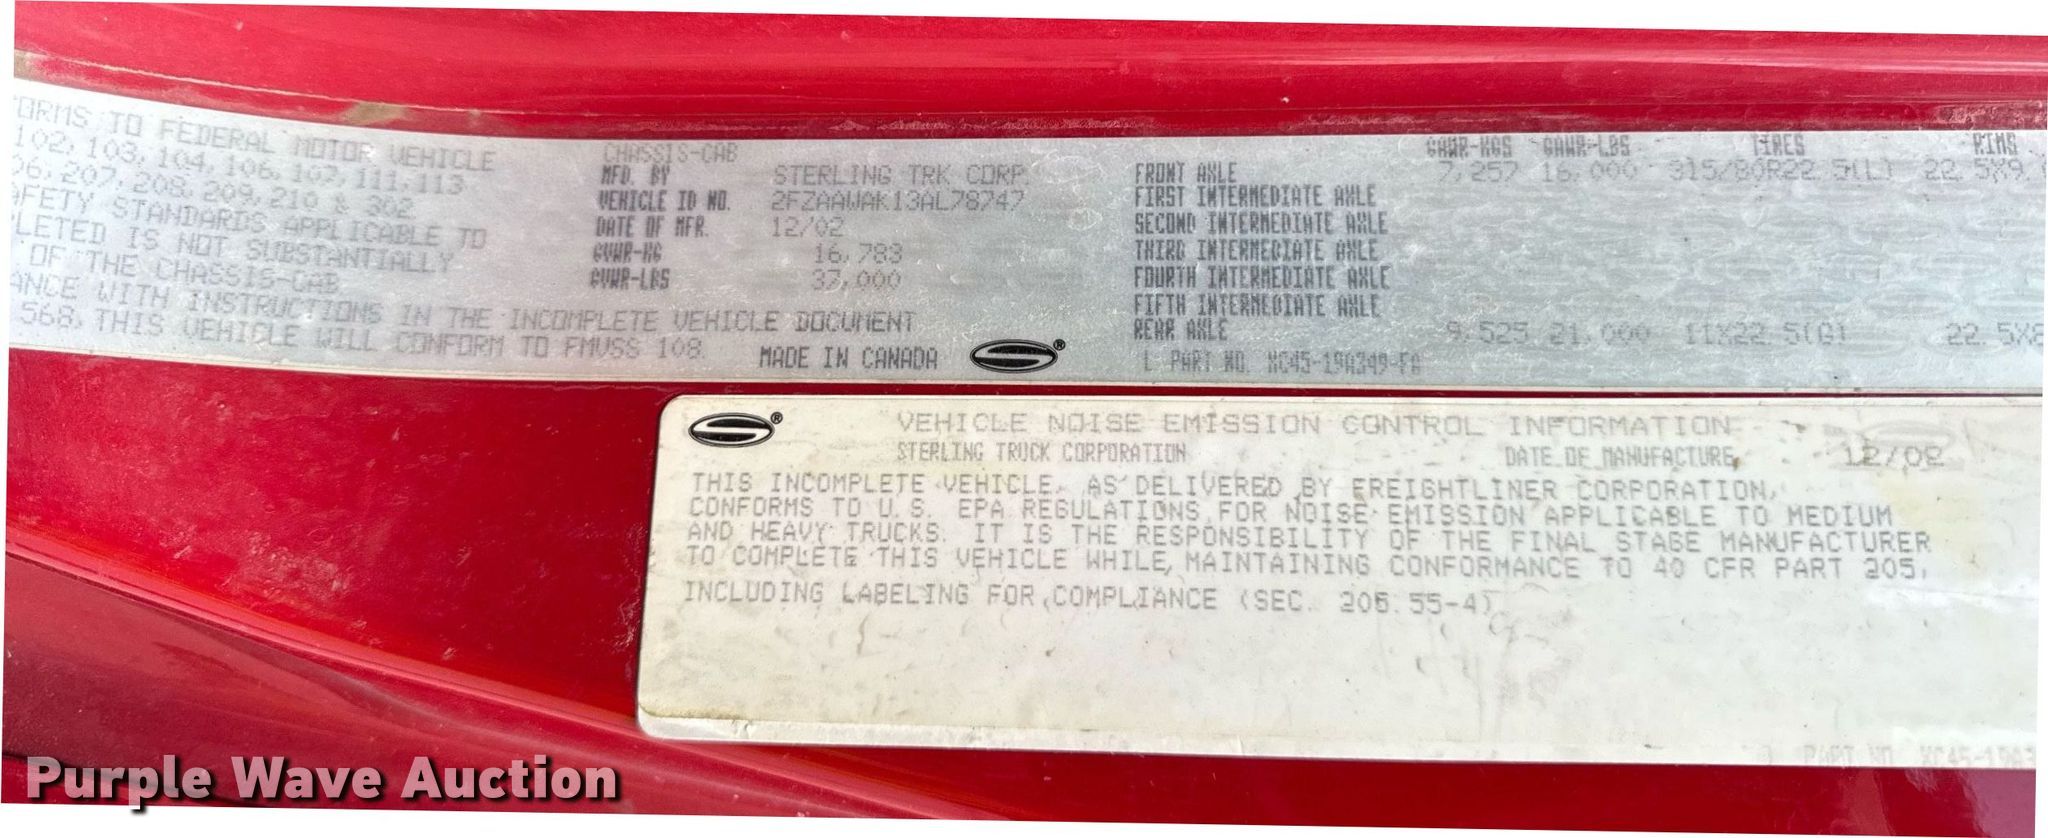 ORMS TO FEDERAL MOTOR VEHICLE
102, 103, 104, 106, 107, 111, 113
06, 207, 208, 209, 210 & 302
AFETY STANDARDS APPLICABLE TO
LETED IS NOT SUBSTANTIALLY
OF THE CHASSIS-CAB
ANCE WITH INSTRUCTIONS IN THE INCOMPLETE VEHICLE DOCUMENT
568, THIS VEHICLE WILL CONFORM TO FMVSS 108.
CHASSIS-CAB
MFD. BY STERLING TRK CORP
VEHICLE ID NO. 2FZAAWAK13AL78747
DATE OF MFR. 12/02
GVWR-KG 16,783
GVWR-LBS 37,000
MADE IN CANADA
GAWR-KGS GAWR-LBS TIRES RIMS
FRONT AXLE 7,257 16,000 315/80R22.5(L) 22.5X9.
FIRST INTERMEDIATE AXLE
SECOND INTERMEDIATE AXLE
THIRD INTERMEDIATE AXLE
FOURTH INTERMEDIATE AXLE
FIFTH INTERMEDIATE AXLE
REAR AXLE 9,525 21,000 11X22.5(G) 22.5X8
PART NO. XC45-19A349-FA
VEHICLE NOISE EMISSION CONTROL INFORMATION
STERLING TRUCK CORPORATION DATE OF MANUFACTURE 12/02
THIS INCOMPLETE VEHICLE, AS DELIVERED BY FREIGHTLINER CORPORATION,
CONFORMS TO U.S. EPA REGULATIONS FOR NOISE EMISSION APPLICABLE TO MEDIUM
AND HEAVY TRUCKS. IT IS THE RESPONSIBILITY OF THE FINAL STAGE MANUFACTURER
TO COMPLETE THIS VEHICLE WHILE MAINTAINING CONFORMANCE TO 40 CFR PART 205,
INCLUDING LABELING FOR COMPLIANCE (SEC. 205.55-4)
PART NO.
Purple Wave Auction